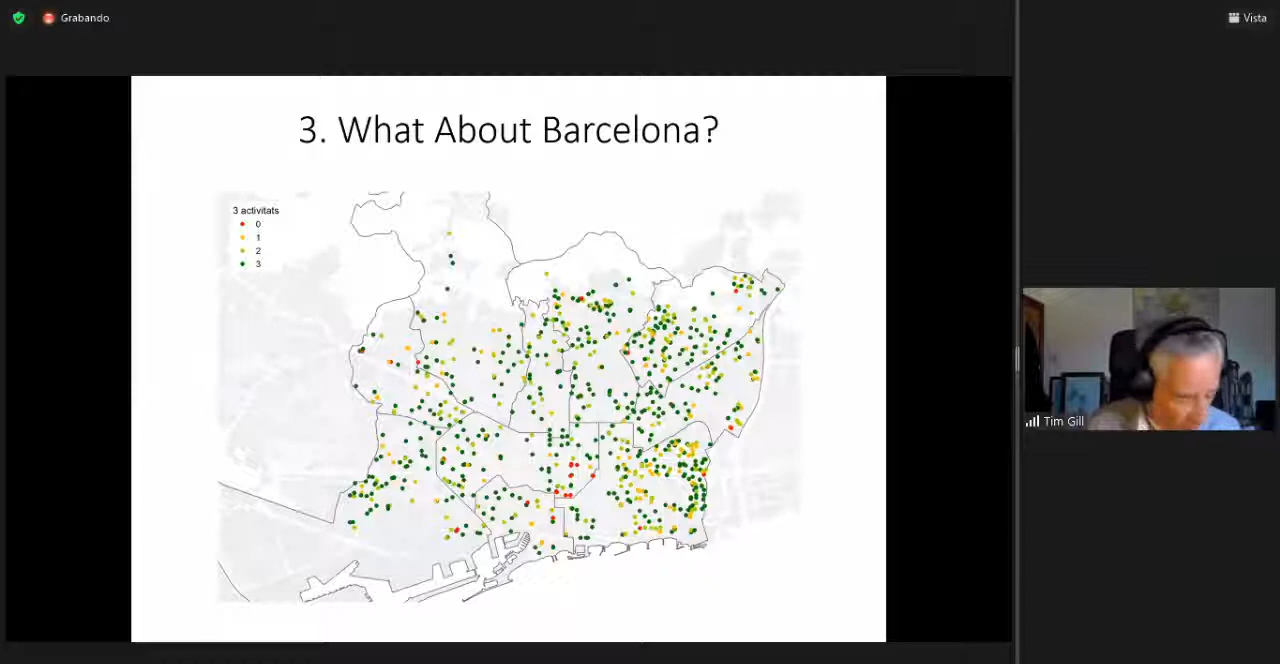 Grabando
Vista
3. What About Barcelona?
3 activitats
0
1
2
3
Tim Gill